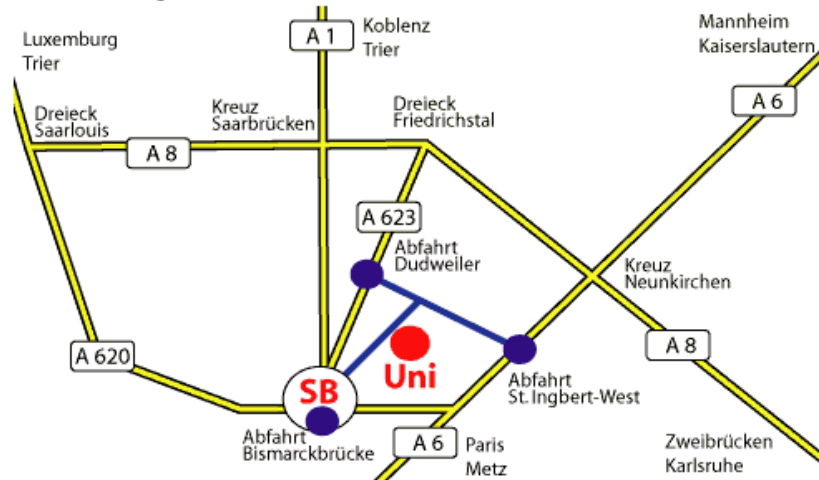 A 1
Koblenz
Trier
Mannheim
Kaiserslautern
Luxemburg
Trier
A 6
Dreieck
Saarlouis
Kreuz
Saarbrücken
Dreieck
Friedrichstal
A 8
A 623
Abfahrt
Dudweiler
Kreuz
Neunkirchen
A 620
SB
Uni
A 8
Abfahrt
St. Ingbert-West
Abfahrt
Bismarckbrücke
A 6
Paris
Metz
Zweibrücken
Karlsruhe